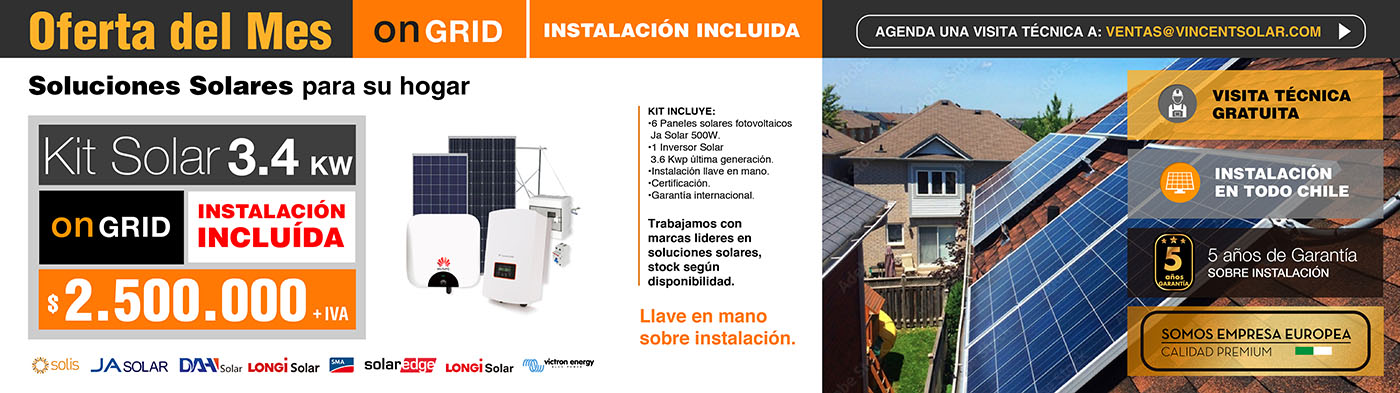 Oferta del Mes
on GRID
INSTALACIÓN INCLUIDA
AGENDA UNA VISITA TÉCNICA A: VENTAS@VINCENTSOLAR.COM
Soluciones Solares para su hogar
Kit Solar 3.4 KW
on GRID
INSTALACIÓN
INCLUÍDA
$ 2.500.000 + IVA
HUAWEI
KIT INCLUYE:
•6 Paneles solares fotovoltaicos
Ja Solar 500W.
•1 Inversor Solar
3.6 Kwp última generación.
•Instalación llave en mano.
•Certificación.
•Garantía internacional.
Trabajamos con
marcas lideres en
soluciones solares,
stock según
disponibilidad.
Llave en mano
sobre instalación.
solis
JA SOLAR
DAH Solar
LONGi Solar
SMA
solaredge
LONGi Solar
victron energy
BLUE POWER
VISITA TÉCNICA
GRATUITA
INSTALACIÓN
EN TODO CHILE
5
años
GARANTÍA
5 años de Garantía
SOBRE INSTALACIÓN
SOMOS EMPRESA EUROPEA
CALIDAD PREMIUM
Adobe Stock